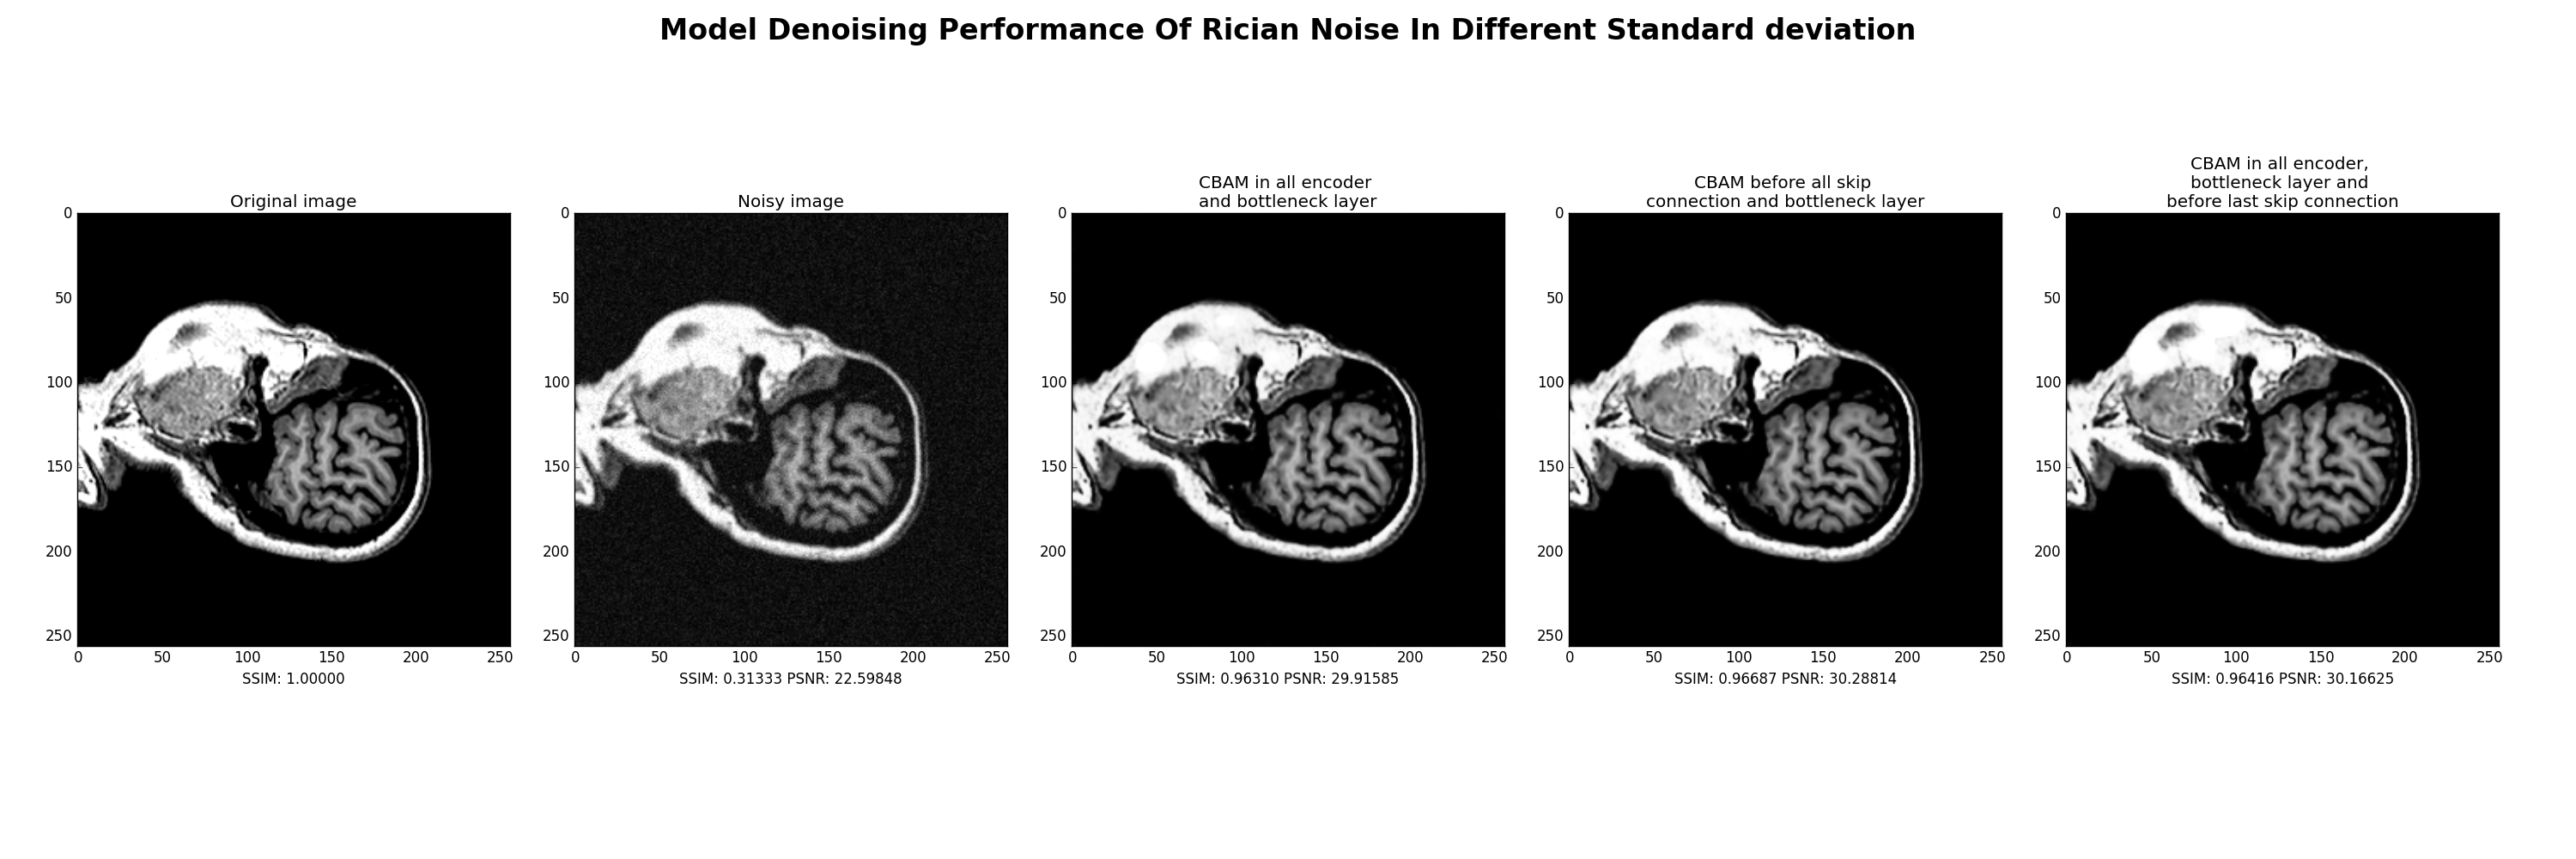 Model Denoising Performance Of Rician Noise In Different Standard deviation
Original image
0
50
100
150
200
250
0 50 100 150 200 250
SSIM: 1.00000
Noisy image
0
50
100
150
200
250
0 50 100 150 200 250
SSIM: 0.31333 PSNR: 22.59848
CBAM in all encoder
and bottleneck layer
0
50
100
150
200
250
0 50 100 150 200 250
SSIM: 0.96310 PSNR: 29.91585
CBAM before all skip
connection and bottleneck layer
0
50
100
150
200
250
0 50 100 150 200 250
SSIM: 0.96687 PSNR: 30.28814
CBAM in all encoder,
bottleneck layer and
before last skip connection
0
50
100
150
200
250
0 50 100 150 200 250
SSIM: 0.96416 PSNR: 30.16625